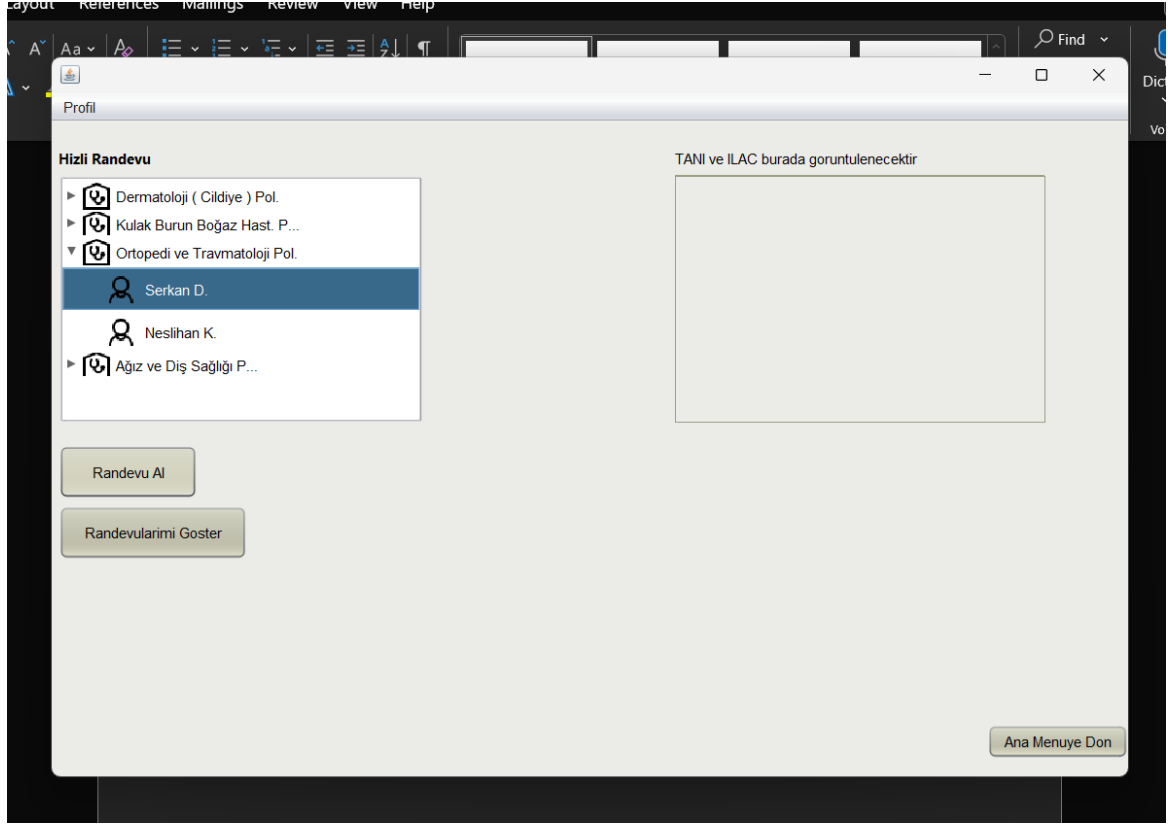 Layout References Mailings Review View Help
Aa
Find
Profil
Hizli Randevu
Dermatoloji ( Cildiye ) Pol.
Kulak Burun Boğaz Hast. P...
Ortopedi ve Travmatoloji Pol.
Serkan D.
Neslihan K.
Ağız ve Diş Sağlığı P...
Randevu Al
Randevularimi Goster
TANI ve ILAC burada goruntulenecektir
Ana Menuye Don